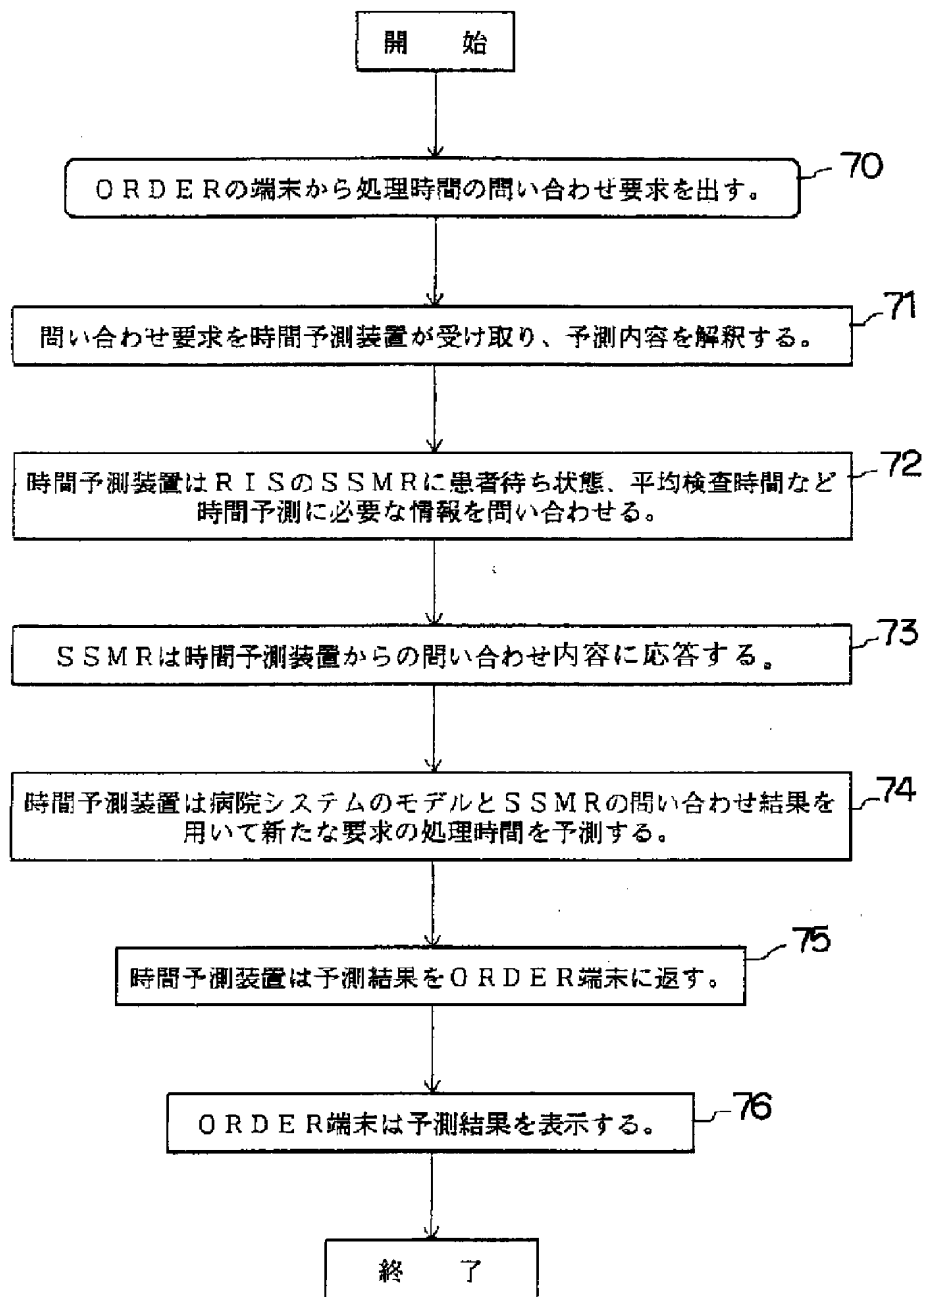 開　始
ＯＲＤＥＲの端末から処理時間の問い合わせ要求を出す。
70
問い合わせ要求を時間予測装置が受け取り、予測内容を解釈する。
71
時間予測装置はＲＩＳのＳＳＭＲに患者待ち状態、平均検査時間など
時間予測に必要な情報を問い合わせる。
72
ＳＳＭＲは時間予測装置からの問い合わせ内容に応答する。
73
時間予測装置は病院システムのモデルとＳＳＭＲの問い合わせ結果を
用いて新たな要求の処理時間を予測する。
74
時間予測装置は予測結果をＯＲＤＥＲ端末に返す。
75
ＯＲＤＥＲ端末は予測結果を表示する。
76
終　了